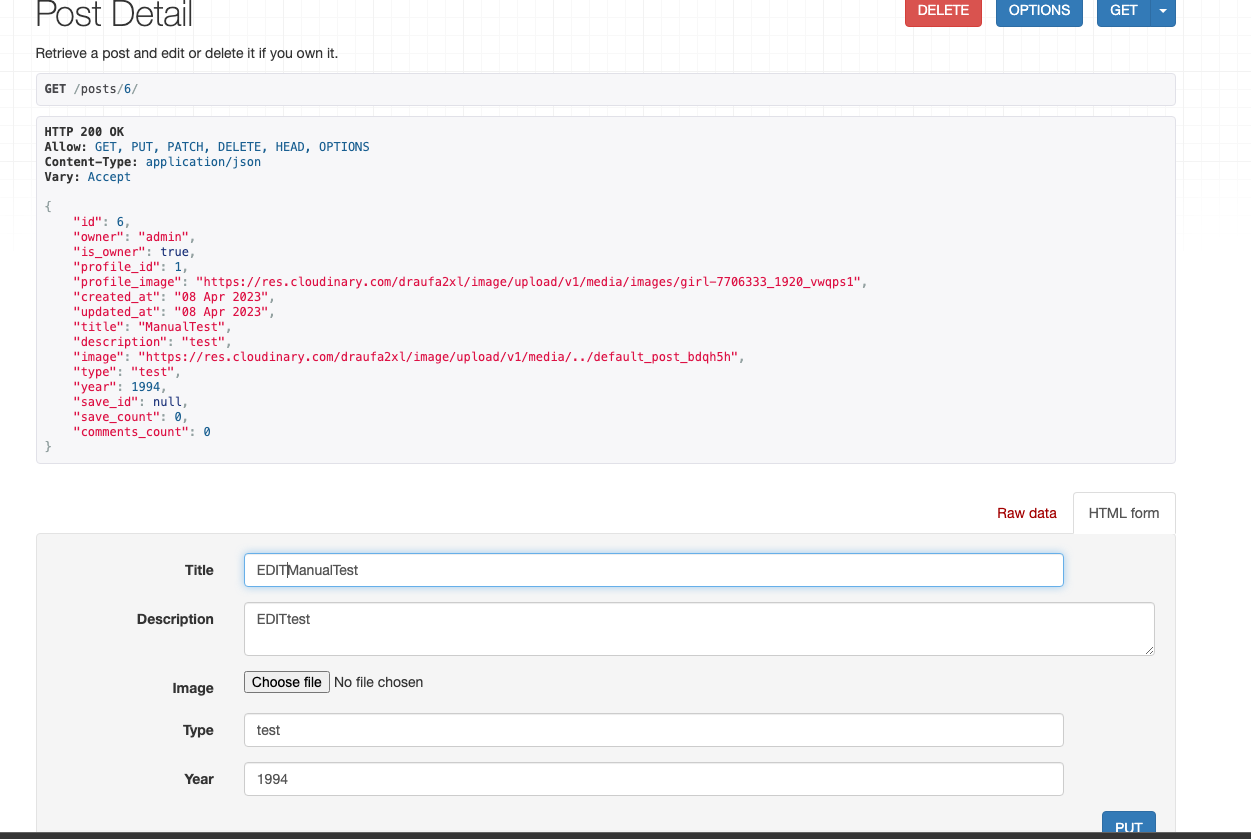 Post Detail
DELETE
OPTIONS
GET
Retrieve a post and edit or delete it if you own it.
GET /posts/6/
HTTP 200 OK
Allow: GET, PUT, PATCH, DELETE, HEAD, OPTIONS
Content-Type: application/json
Vary: Accept
{
"id": 6,
"owner": "admin",
"is_owner": true,
"profile_id": 1,
"profile_image": "https://res.cloudinary.com/draufa2xl/image/upload/v1/media/images/girl-7706333_1920_vwqps1",
"created_at": "08 Apr 2023",
"updated_at": "08 Apr 2023",
"title": "ManualTest",
"description": "test",
"image": "https://res.cloudinary.com/draufa2xl/image/upload/v1/media/../default_post_bdqh5h",
"type": "test",
"year": 1994,
"save_id": null,
"save_count": 0,
"comments_count": 0
}
Raw data
HTML form
Title
EDITManualTest
Description
EDITtest
Image
Choose file No file chosen
Type
test
Year
1994
PUT